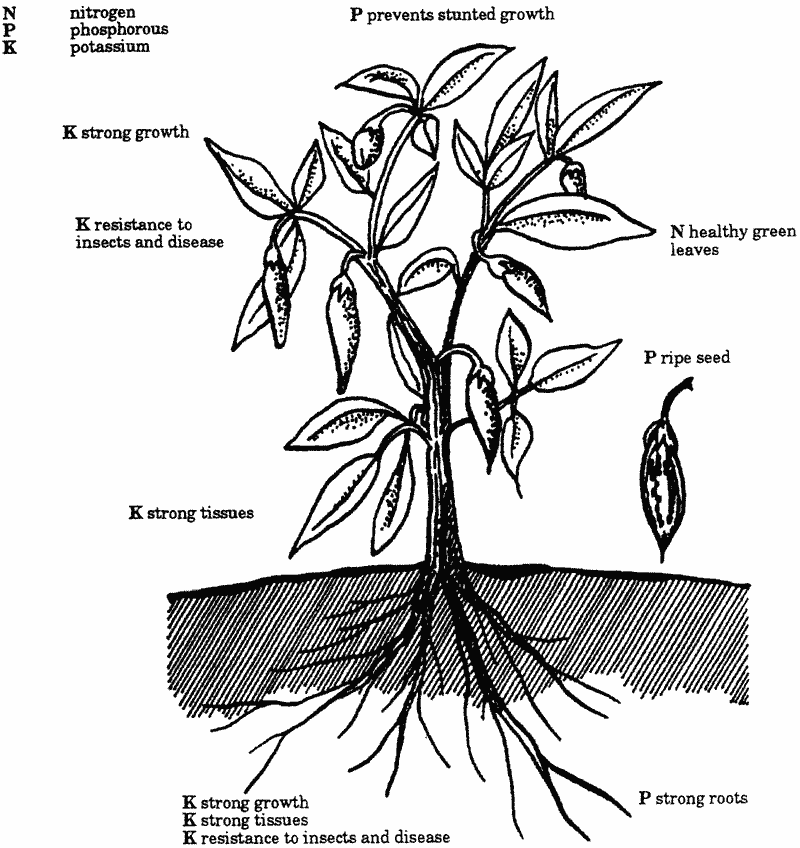 N nitrogen
P phosphorous
K potassium
P prevents stunted growth
K strong growth
K resistance to
insects and disease
N healthy green
leaves
P ripe seed
K strong tissues
K strong growth
K strong tissues
K resistance to insects and disease
P strong roots